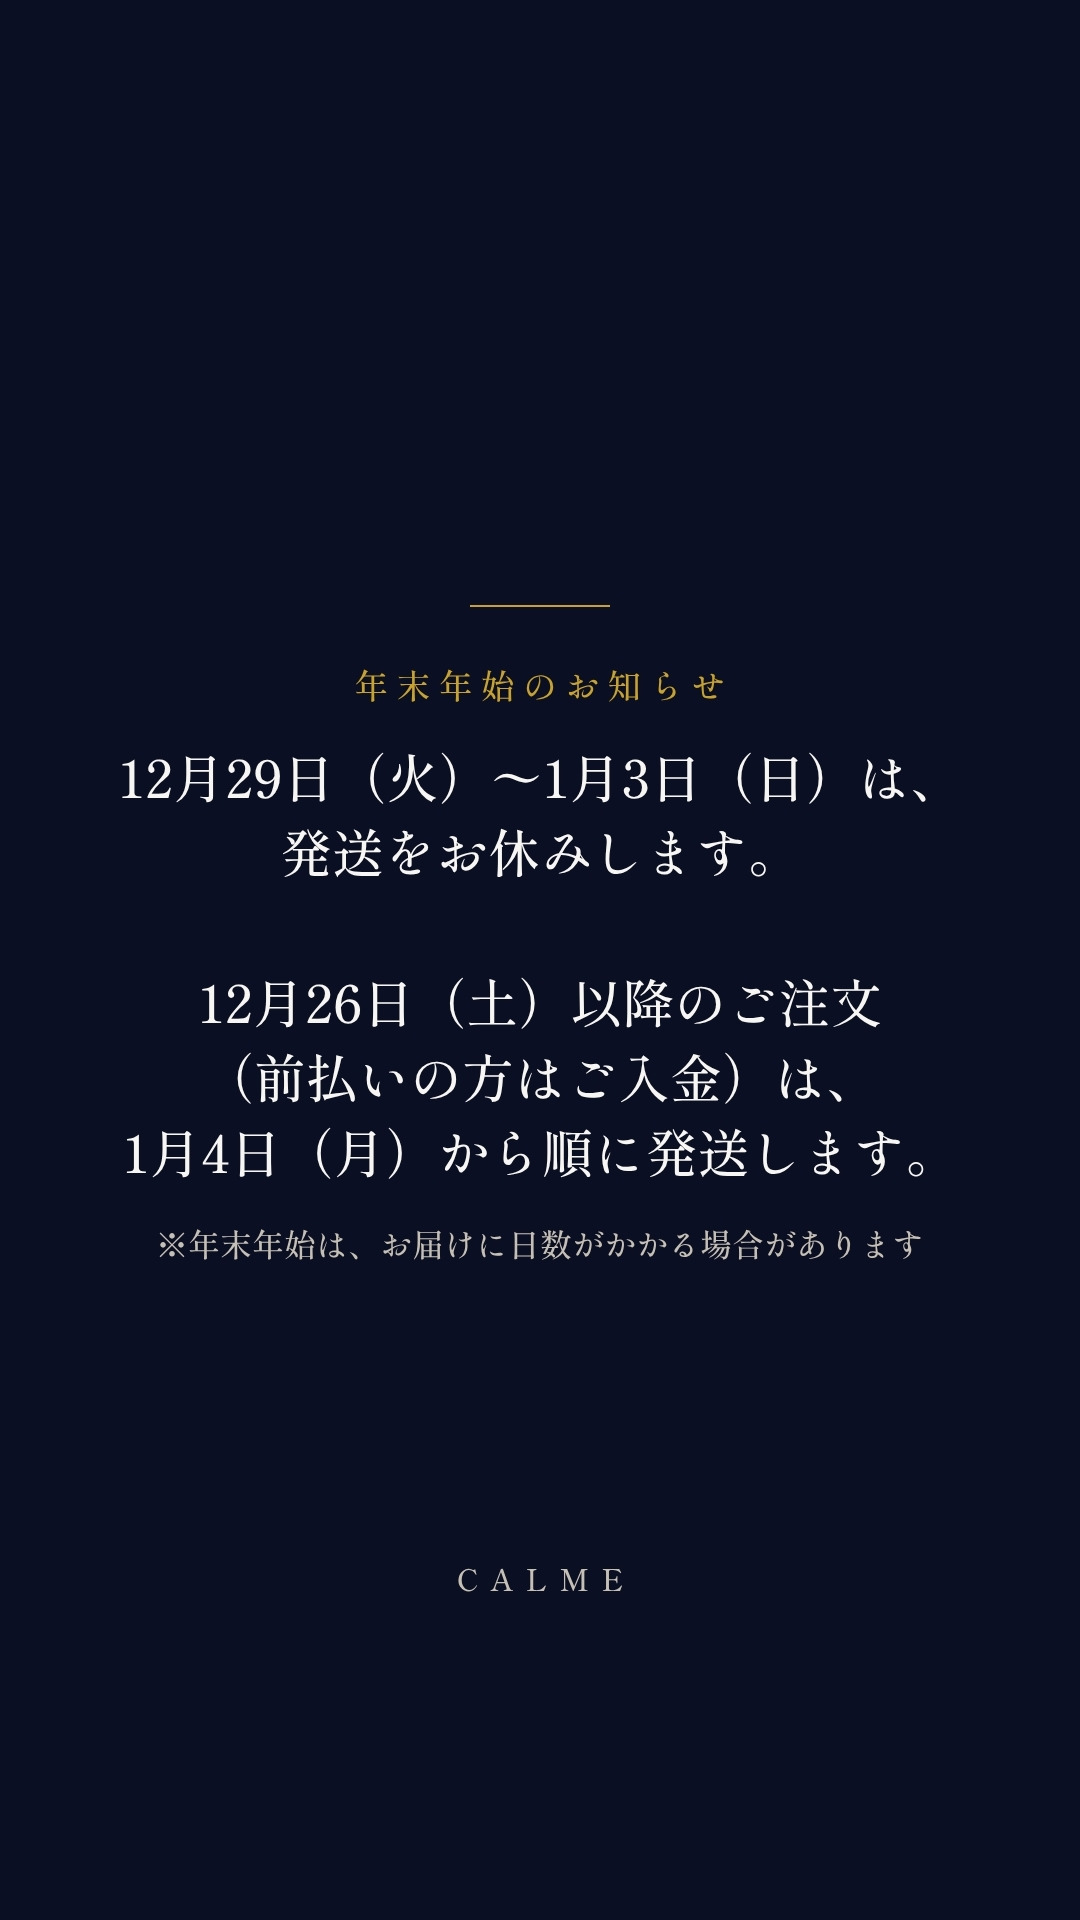 年末年始のお知らせ
12月29日（火）～1月3日（日）は、
発送をお休みします。
12月26日（土）以降のご注文
（前払いの方はご入金）は、
1月4日（月）から順に発送します。
※年末年始は、お届けに日数がかかる場合があります
CALME